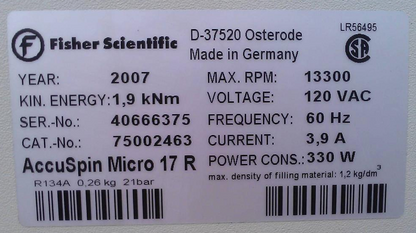 Fisher Scientific
D-37520 Osterode
Made in Germany
LR56495
YEAR: 2007
KIN. ENERGY: 1,9 kNm
SER.-No.: 40666375
CAT.-No.: 75002463
AccuSpin Micro 17 R
R134A 0,26 kg 21bar
MAX. RPM: 13300
VOLTAGE: 120 VAC
FREQUENCY: 60 Hz
CURRENT: 3,9 A
POWER CONS.: 330 W
max. density of filling material: 1,2 kg/dm³